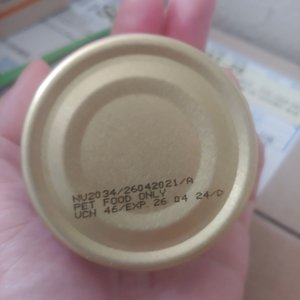 NU2034/26042021/A
PET FOOD ONLY
VCH 46/EXP 26 04 24/D